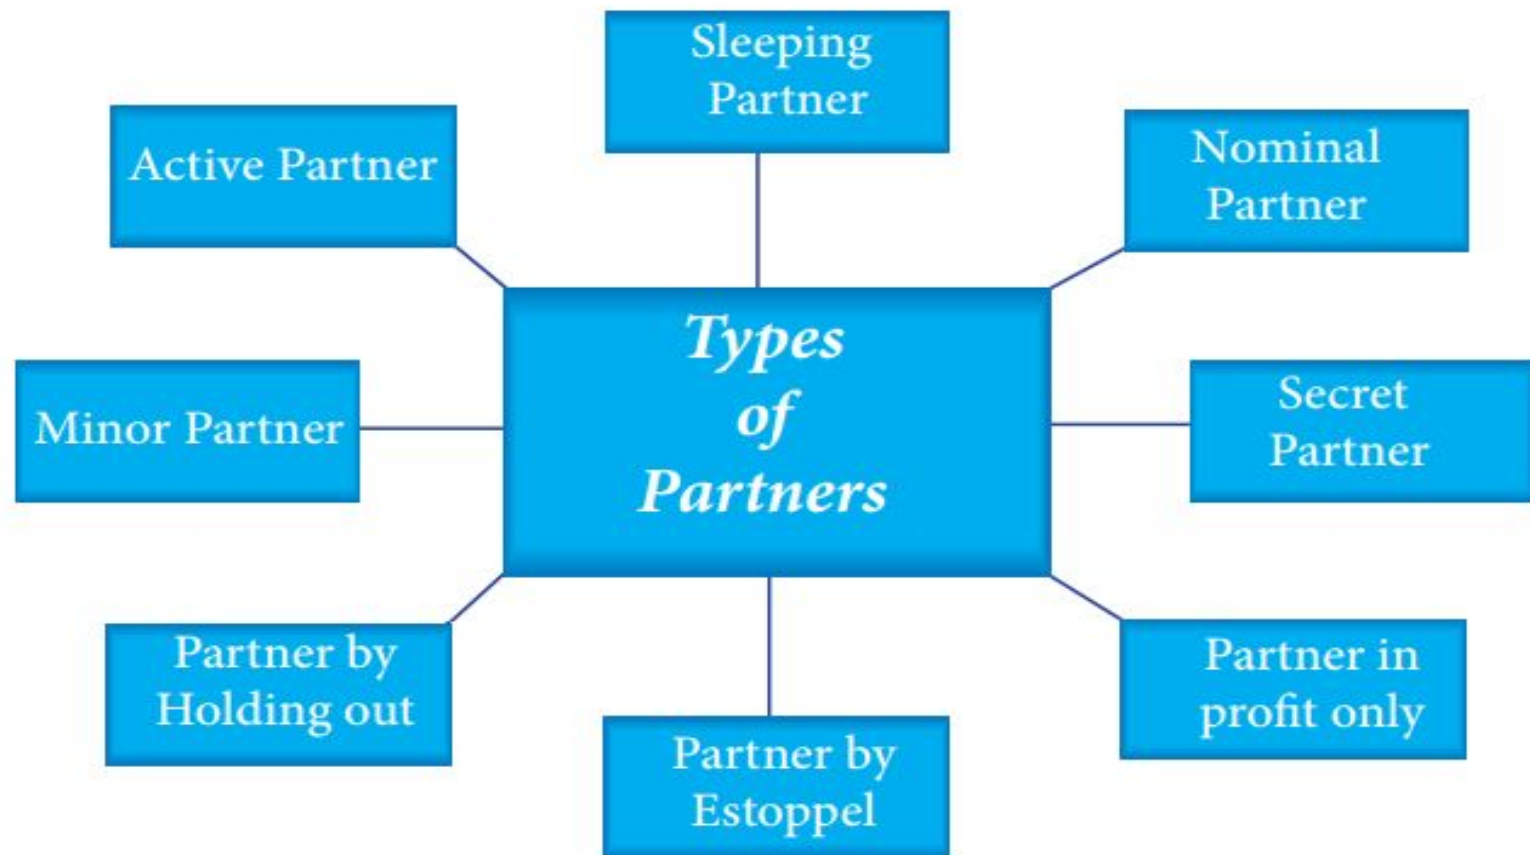 Sleeping
Partner
Active Partner
Nominal
Partner
Types
of
Partners
Minor Partner
Secret
Partner
Partner by
Holding out
Partner in
profit only
Partner by
Estoppel